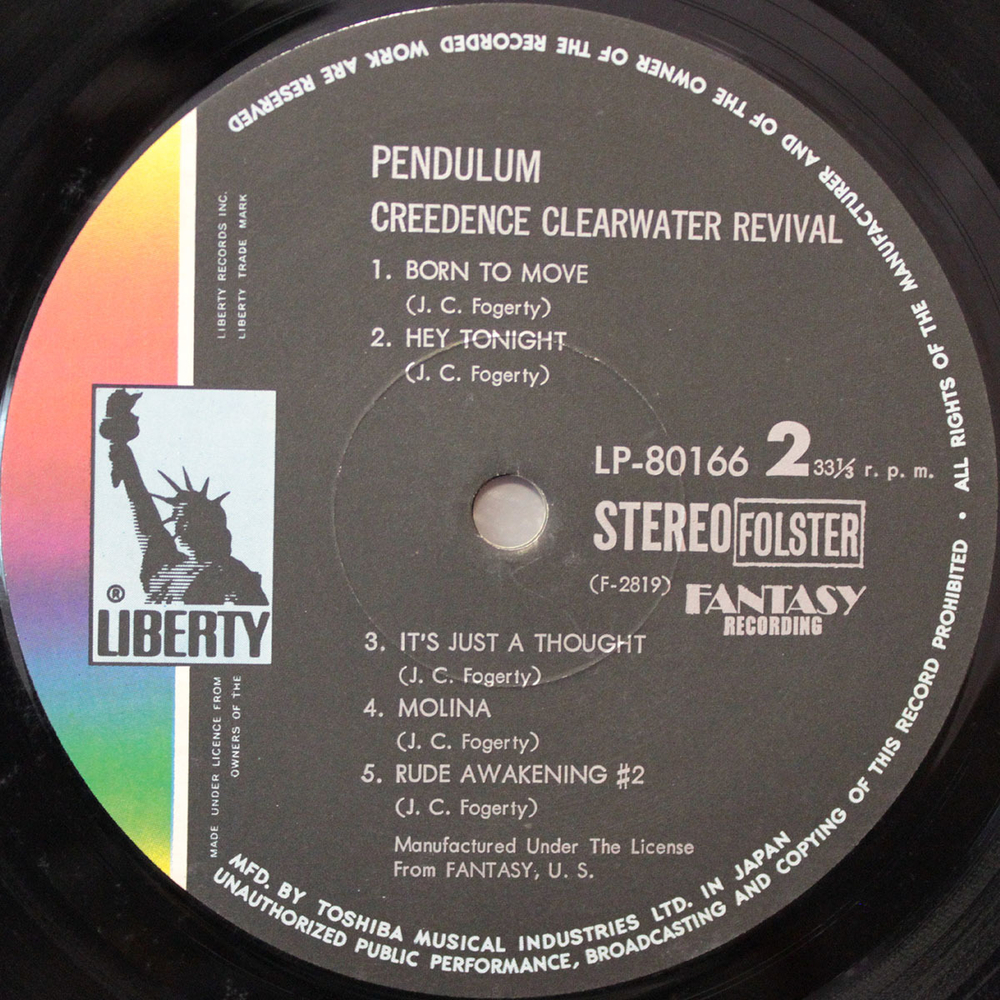 PENDULUM
CREEDENCE CLEARWATER REVIVAL
1. BORN TO MOVE
(J. C. Fogerty)
2. HEY TONIGHT
(J. C. Fogerty)
LP-80166 2 33⅓ r. p. m.
STEREO FOLSTER
(F-2819) FANTASY
RECORDING
3. IT'S JUST A THOUGHT
(J. C. Fogerty)
4. MOLINA
(J. C. Fogerty)
5. RUDE AWAKENING #2
(J. C. Fogerty)
Manufactured Under The License
From FANTASY, U. S.
LIBERTY RECORDS INC.
LIBERTY TRADE MARK
®
LIBERTY
MADE UNDER LICENCE FROM
OWNERS OF THE
MFD. BY TOSHIBA MUSICAL INDUSTRIES LTD. IN JAPAN
UNAUTHORIZED PUBLIC PERFORMANCE, BROADCASTING AND COPYING OF THIS RECORD PROHIBITED • ALL RIGHTS OF THE MANUFACTURER AND OF THE OWNER OF THE RECORDED WORK ARE RESERVED